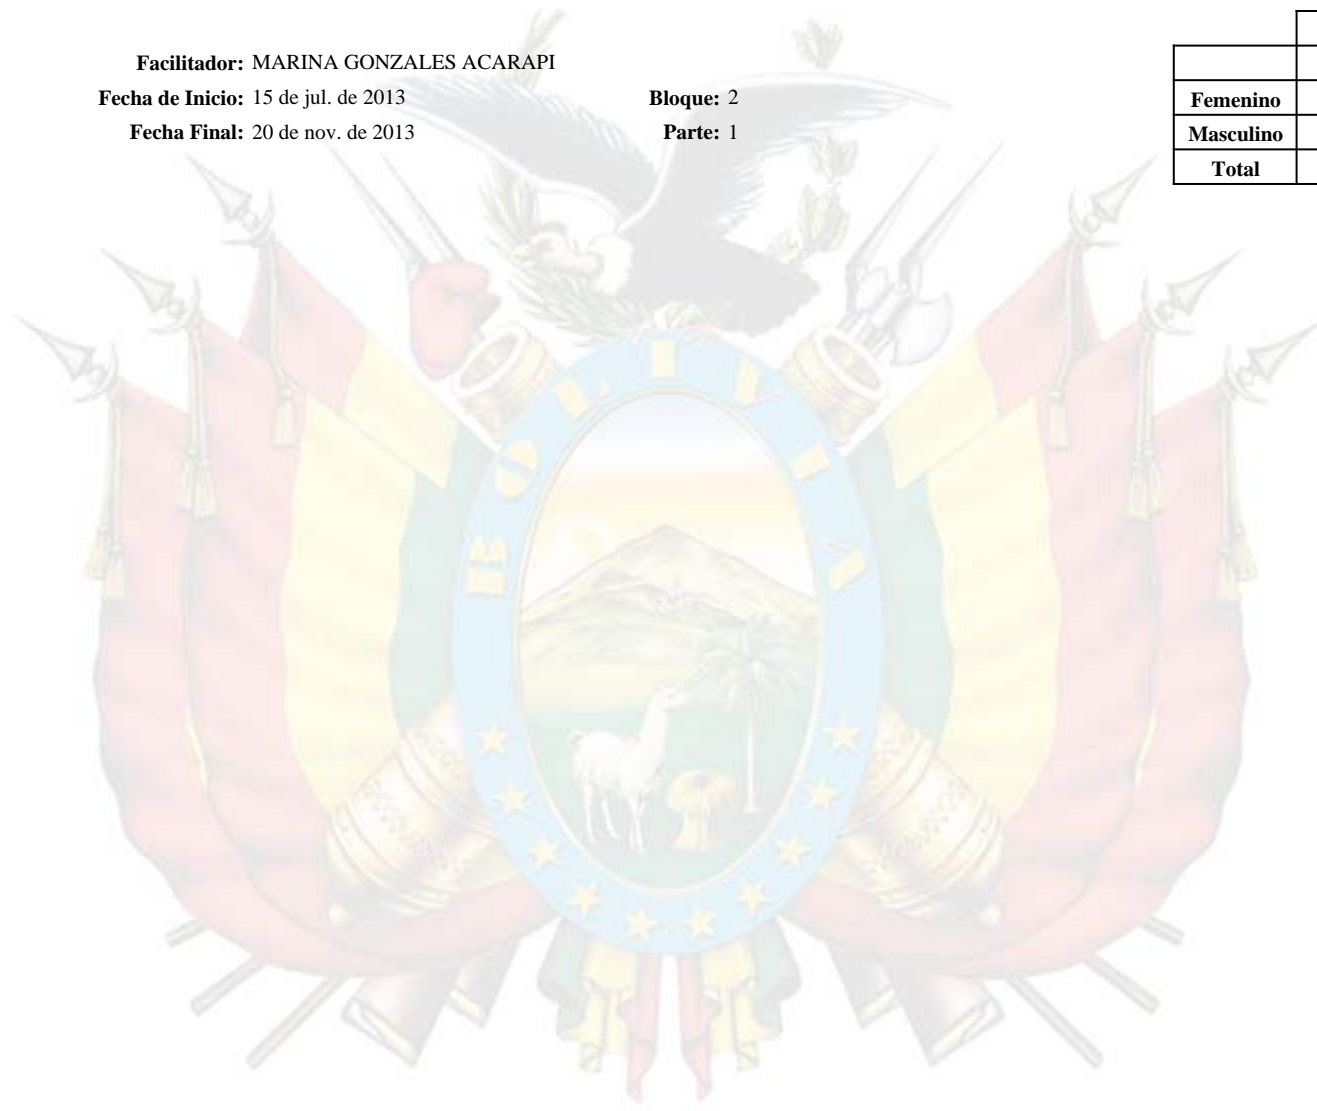 Facilitador: MARINA GONZALES ACARAPI
Fecha de Inicio: 15 de jul. de 2013 Bloque: 2
Fecha Final: 20 de nov. de 2013 Parte: 1
Femenino
Masculino
Total
BOLIVIA